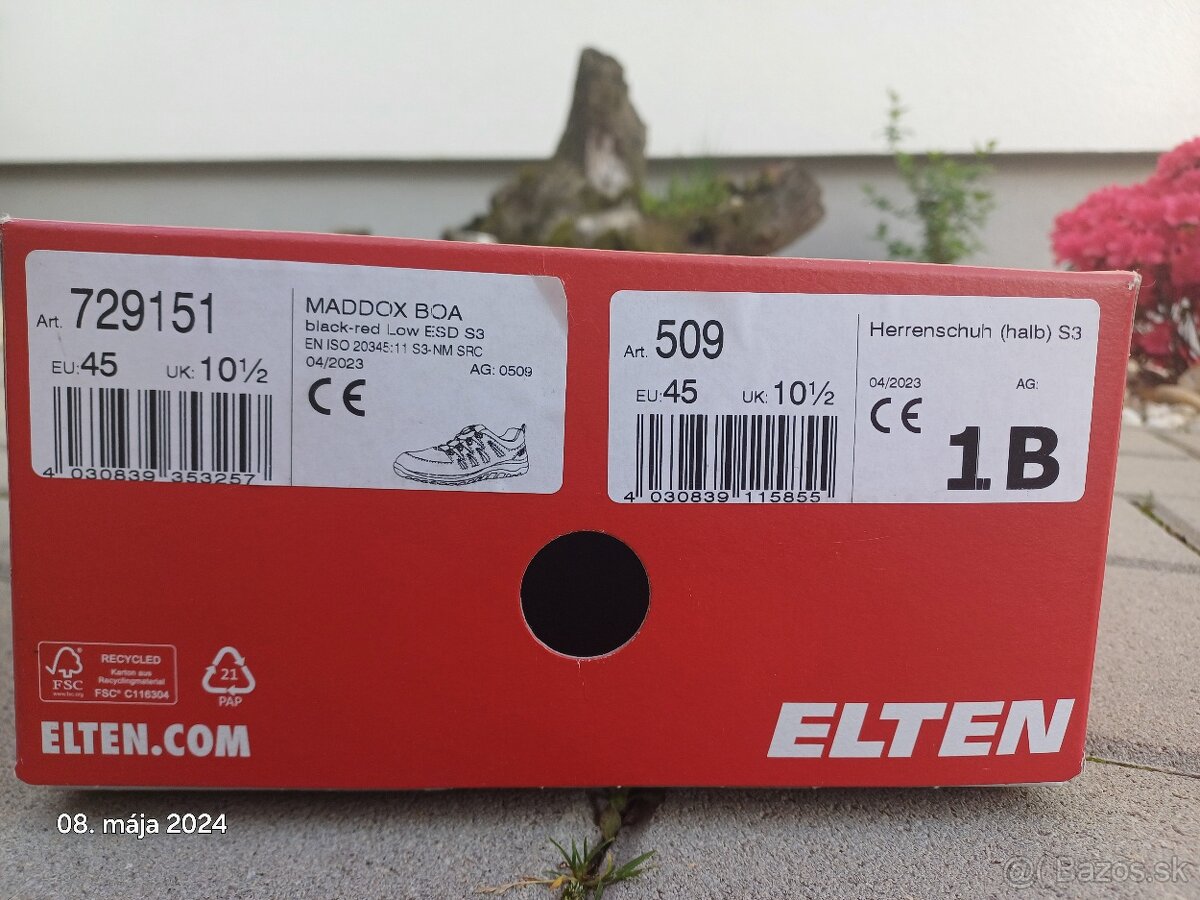 Art. 729151
EU: 45 UK: 10½
4 030839 353257
MADDOX BOA
black-red Low ESD S3
EN ISO 20345:11 S3-NM SRC
04/2023 AG: 0509
CE
Art. 509
EU: 45 UK: 10½
4 030839 115855
Herrenschuh (halb) S3
04/2023 AG:
CE
1B
FSC
www.fsc.org
RECYCLED
Karton aus
Recyclingmaterial
FSC® C116304
21
PAP
ELTEN.COM
ELTEN
08. mája 2024
@ Bazos.sk